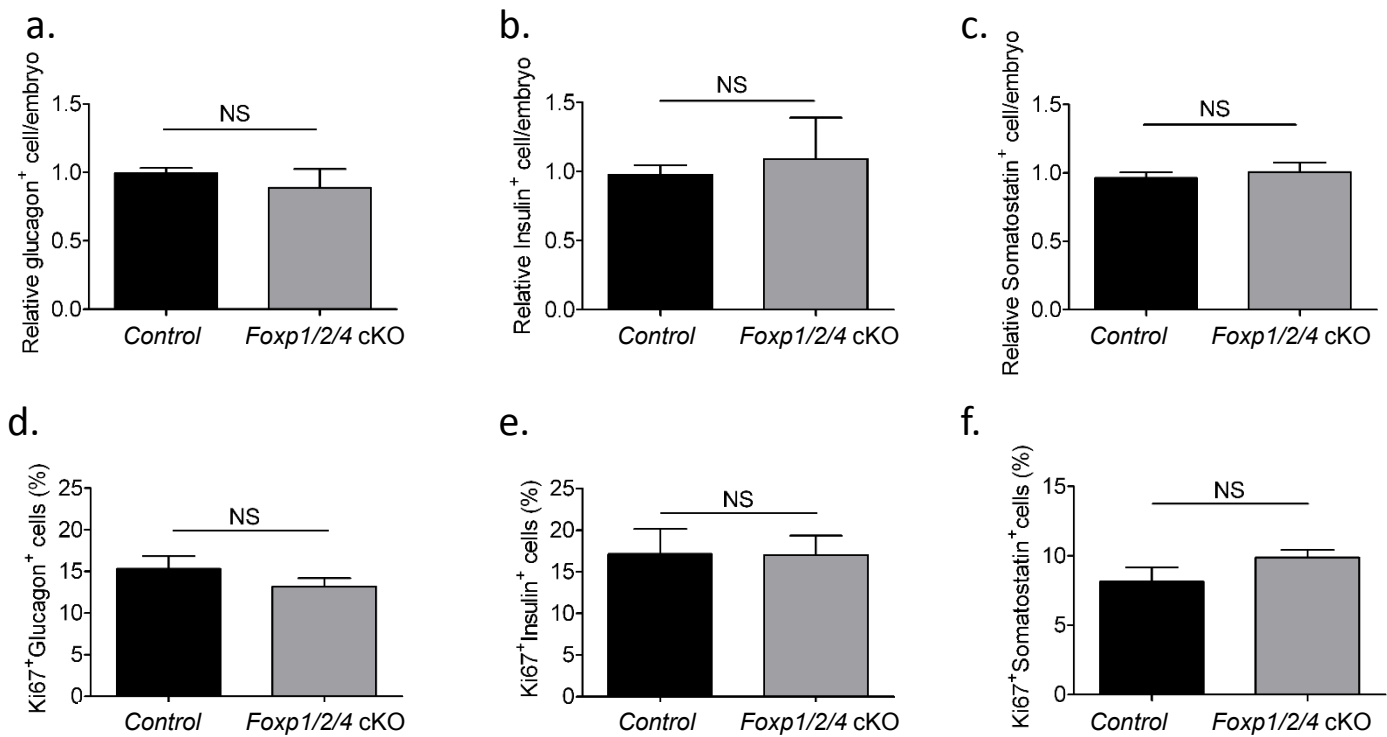 a.
Relative glucagon⁺ cell/embryo
1.5
1.0
0.5
0.0
NS
Control
Foxp1/2/4 cKO
b.
Relative Insulin⁺ cell/embryo
1.5
1.0
0.5
0.0
NS
Control
Foxp1/2/4 cKO
c.
Relative Somatostatin⁺ cell/embryo
1.5
1.0
0.5
0.0
NS
Control
Foxp1/2/4 cKO
d.
Ki67⁺Glucagon⁺ cells (%)
25
20
15
10
5
0
NS
Control
Foxp1/2/4 cKO
e.
Ki67⁺Insulin⁺ cells (%)
25
20
15
10
5
0
NS
Control
Foxp1/2/4 cKO
f.
Ki67⁺Somatostatin⁺cells (%)
15
10
5
0
NS
Control
Foxp1/2/4 cKO